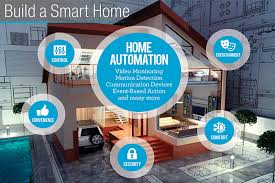 Build a Smart Home
HOME
AUTOMATION
Video Monitoring
Motion Detection
Communication Devices
Event-Based Action
and many more
CONTROL
ENTERTAINMENT
CONVENIENCE
COMFORT
SECURITY